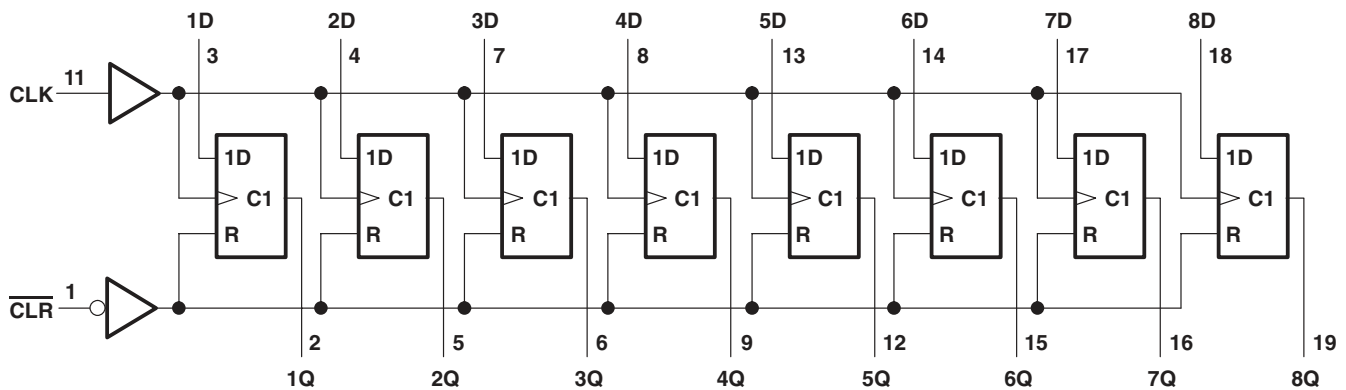 1D 2D 3D 4D 5D 6D 7D 8D
3 4 7 8 13 14 17 18
11
CLK
1D 1D 1D 1D 1D 1D 1D 1D
C1 C1 C1 C1 C1 C1 C1 C1
R R R R R R R R
1
CLR
2 5 6 9 12 15 16 19
1Q 2Q 3Q 4Q 5Q 6Q 7Q 8Q